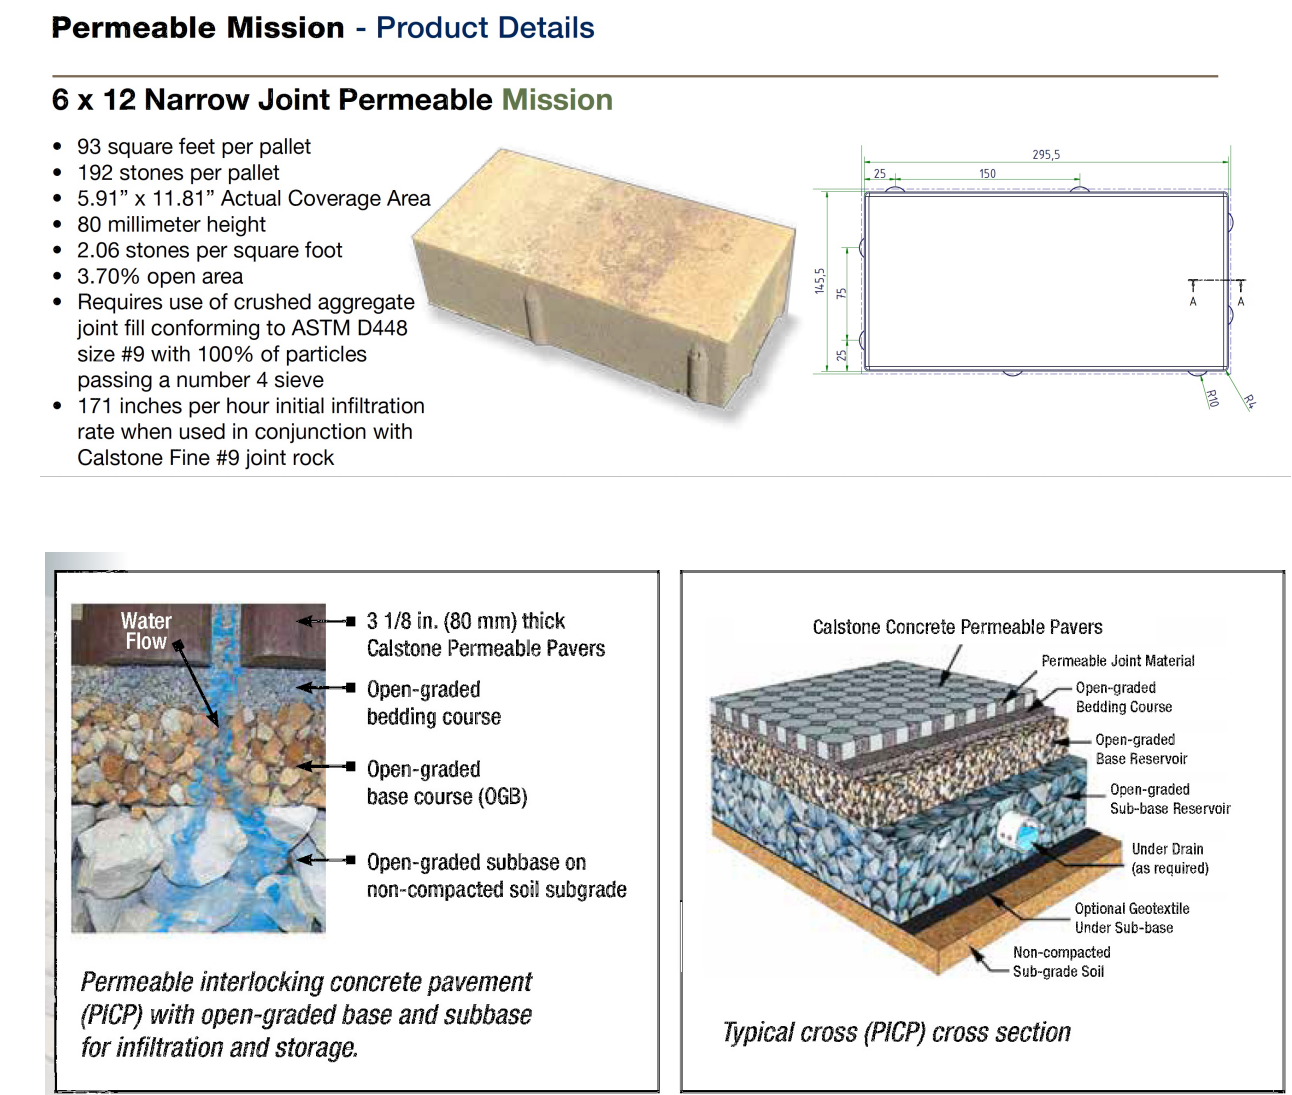 Permeable Mission - Product Details
6 x 12 Narrow Joint Permeable Mission
• 93 square feet per pallet
• 192 stones per pallet
• 5.91” x 11.81” Actual Coverage Area
• 80 millimeter height
• 2.06 stones per square foot
• 3.70% open area
• Requires use of crushed aggregate
joint fill conforming to ASTM D448
size #9 with 100% of particles
passing a number 4 sieve
• 171 inches per hour initial infiltration
rate when used in conjunction with
Calstone Fine #9 joint rock
295,5
25
150
145,5
75
25
A
A
R10
R4
Water
Flow
3 1/8 in. (80 mm) thick
Calstone Permeable Pavers
Open-graded
bedding course
Open-graded
base course (OGB)
Open-graded subbase on
non-compacted soil subgrade
Permeable interlocking concrete pavement
(PICP) with open-graded base and subbase
for infiltration and storage.
Calstone Concrete Permeable Pavers
Permeable Joint Material
Open-graded
Bedding Course
Open-graded
Base Reservoir
Open-graded
Sub-base Reservoir
Under Drain
(as required)
Optional Geotextile
Under Sub-base
Non-compacted
Sub-grade Soil
Typical cross (PICP) cross section